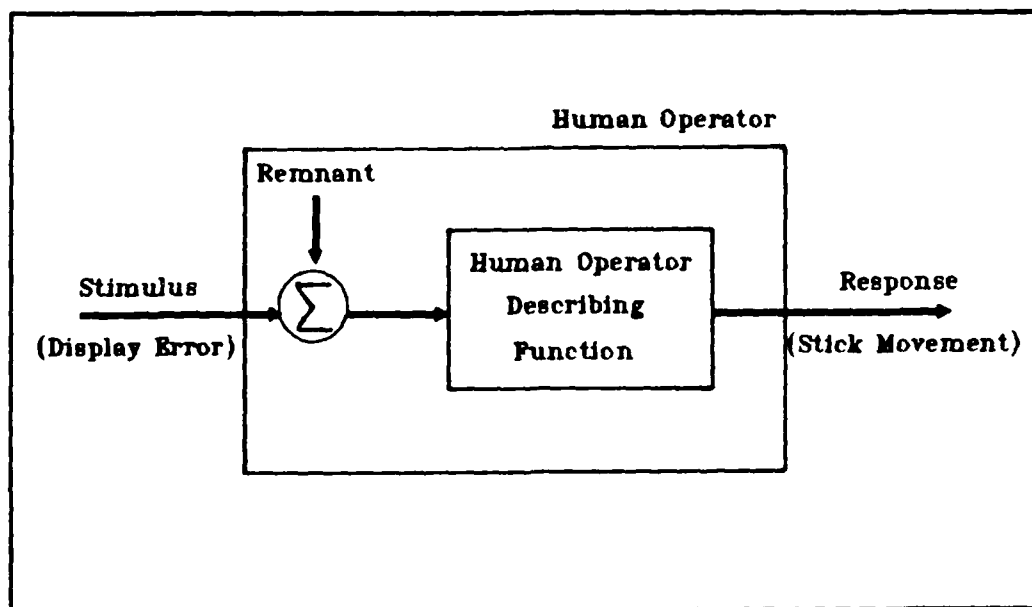 Human Operator
Remnant
Human Operator
Describing
Function
Stimulus
(Display Error)
Σ
Response
(Stick Movement)